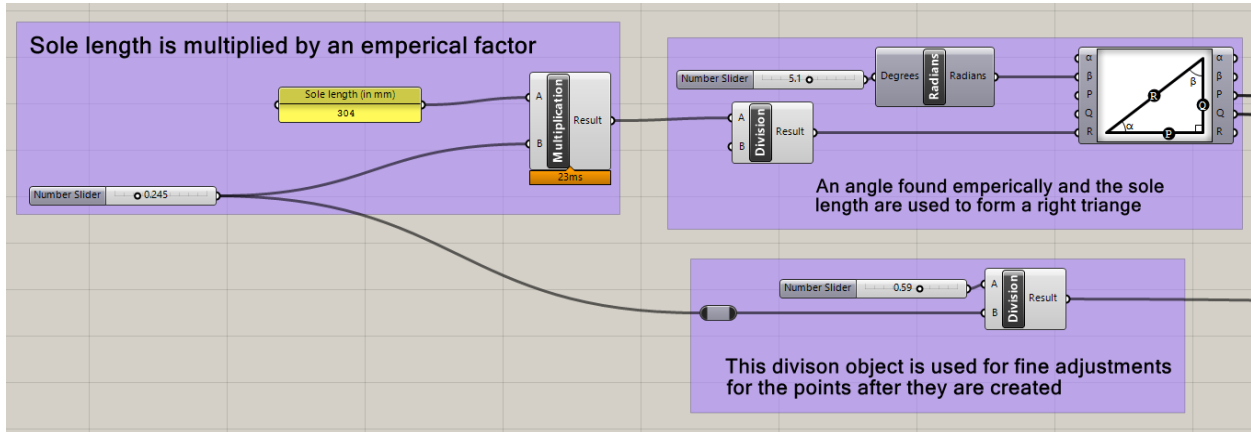 Sole length is multiplied by an emperical factor
Sole length (in mm)
304
A
B
Multiplication
Result
23ms
Number Slider 0.245
Number Slider 5.1
Degrees Radians Radians
A
B
Division
Result
α
β
P
Q
R
R
β
Q
α
P
α
β
P
Q
R
An angle found emperically and the sole
length are used to form a right triange
Number Slider 0.59
A
B
Division
Result
This divison object is used for fine adjustments
for the points after they are created